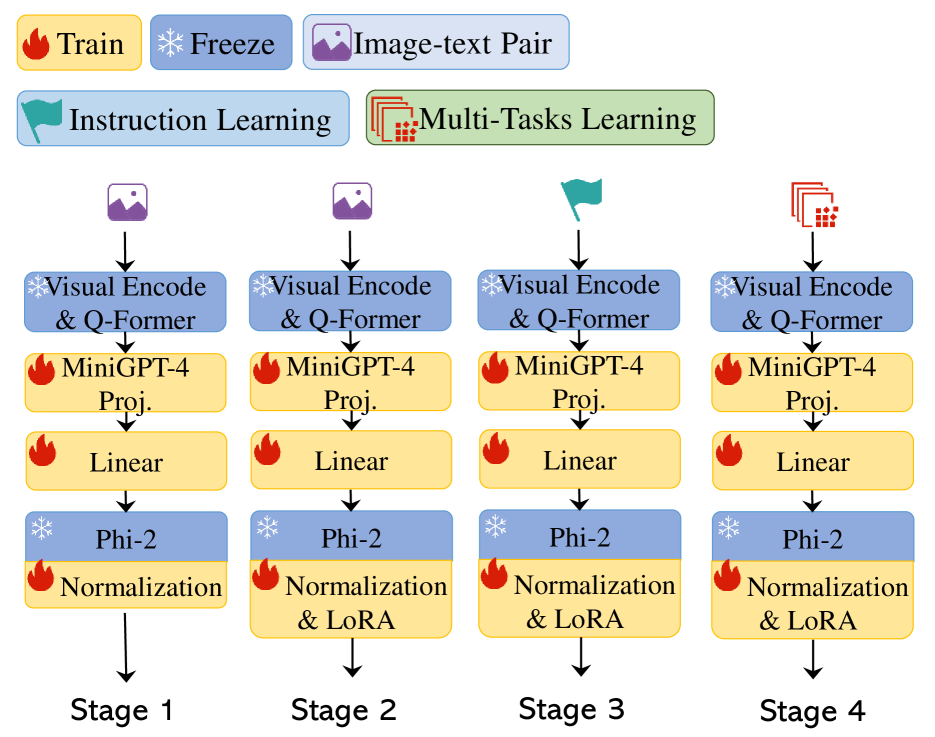 Train Freeze Image-text Pair
Instruction Learning Multi-Tasks Learning
Visual Encode
& Q-Former
MiniGPT-4
Proj.
Linear
Phi-2
Normalization
Stage 1
Visual Encode
& Q-Former
MiniGPT-4
Proj.
Linear
Phi-2
Normalization
& LoRA
Stage 2
Visual Encode
& Q-Former
MiniGPT-4
Proj.
Linear
Phi-2
Normalization
& LoRA
Stage 3
Visual Encode
& Q-Former
MiniGPT-4
Proj.
Linear
Phi-2
Normalization
& LoRA
Stage 4